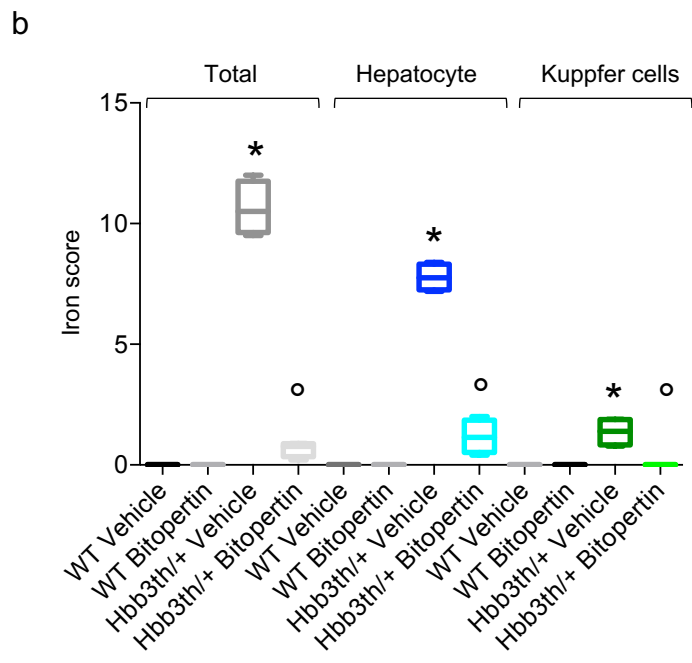 b
Total
Hepatocyte
Kuppfer cells
15
*
*
10
Iron score
5
°
°
*
°
0
WT Vehicle
WT Bitopertin
Hbb3th/+ Vehicle
Hbb3th/+ Bitopertin
WT Vehicle
WT Bitopertin
Hbb3th/+ Vehicle
Hbb3th/+ Bitopertin
WT Vehicle
WT Bitopertin
Hbb3th/+ Vehicle
Hbb3th/+ Bitopertin